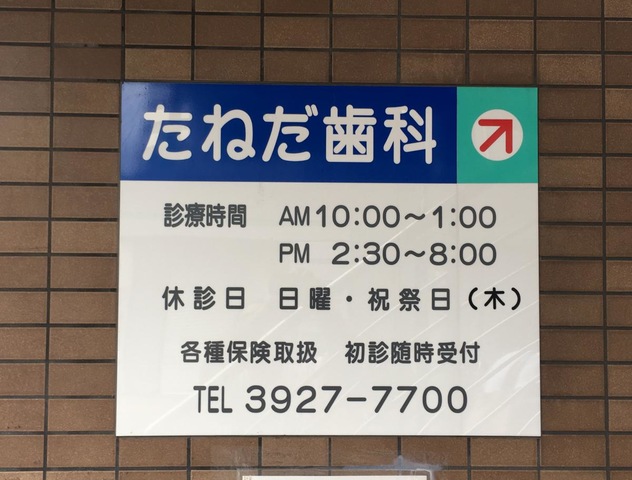 たねだ歯科
診療時間 AM10:00〜1:00
PM 2:30〜8:00
休診日 日曜・祝祭日(木)
各種保険取扱 初診随時受付
TEL 3927-7700